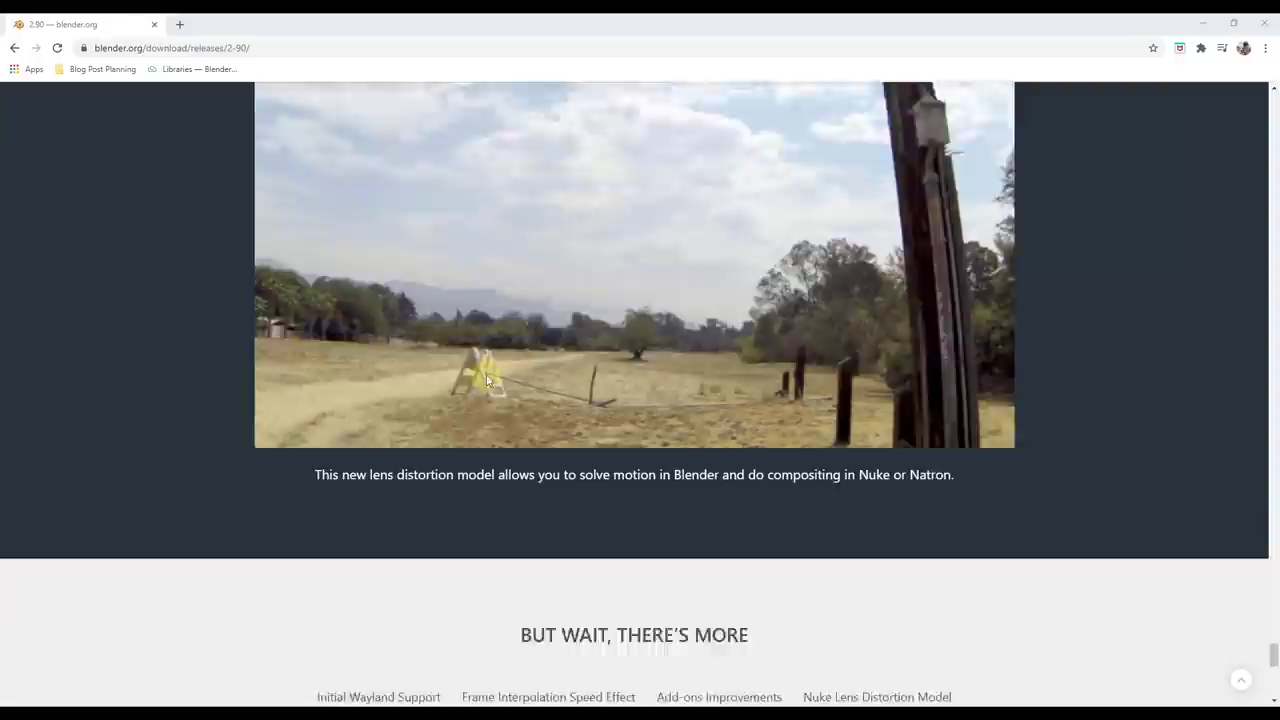 2.90 — blender.org
blender.org/download/releases/2-90/
Apps
Blog Post Planning
Libraries — Blender...
This new lens distortion model allows you to solve motion in Blender and do compositing in Nuke or Natron.
BUT WAIT, THERE'S MORE
Initial Wayland Support
Frame Interpolation Speed Effect
Add-ons Improvements
Nuke Lens Distortion Model